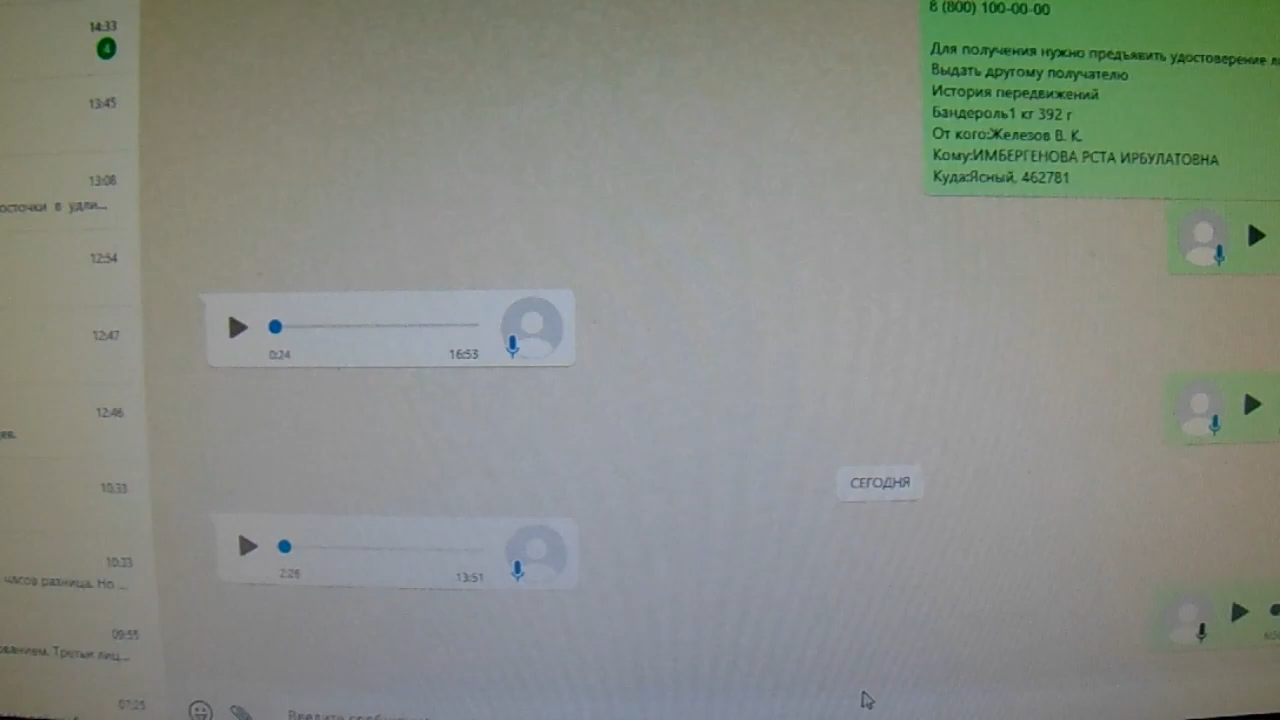 14:33
4
13:45
13:08
12:54
12:47
12:46
10:33
10:33
часов разница. Но ...
09:55
Третьи лиц...
07:25
8 (800) 100-00-00
Для получения нужно предъявить удостоверение
Выдать другому получателю
История передвижений
Бандероль1 кг 392 г
От кого:Железов В. К.
Кому:ИМБЕРГЕНОВА РСТА ИРБУЛАТОВНА
Куда:Ясный, 462781
0:24
16:53
СЕГОДНЯ
2:26
13:51
Введите